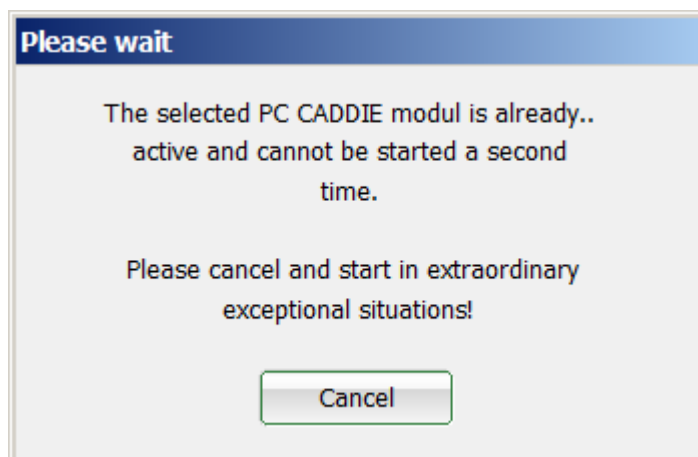 Please wait
The selected PC CADDIE modul is already..
active and cannot be started a second
time.
Please cancel and start in extraordinary
exceptional situations!
Cancel